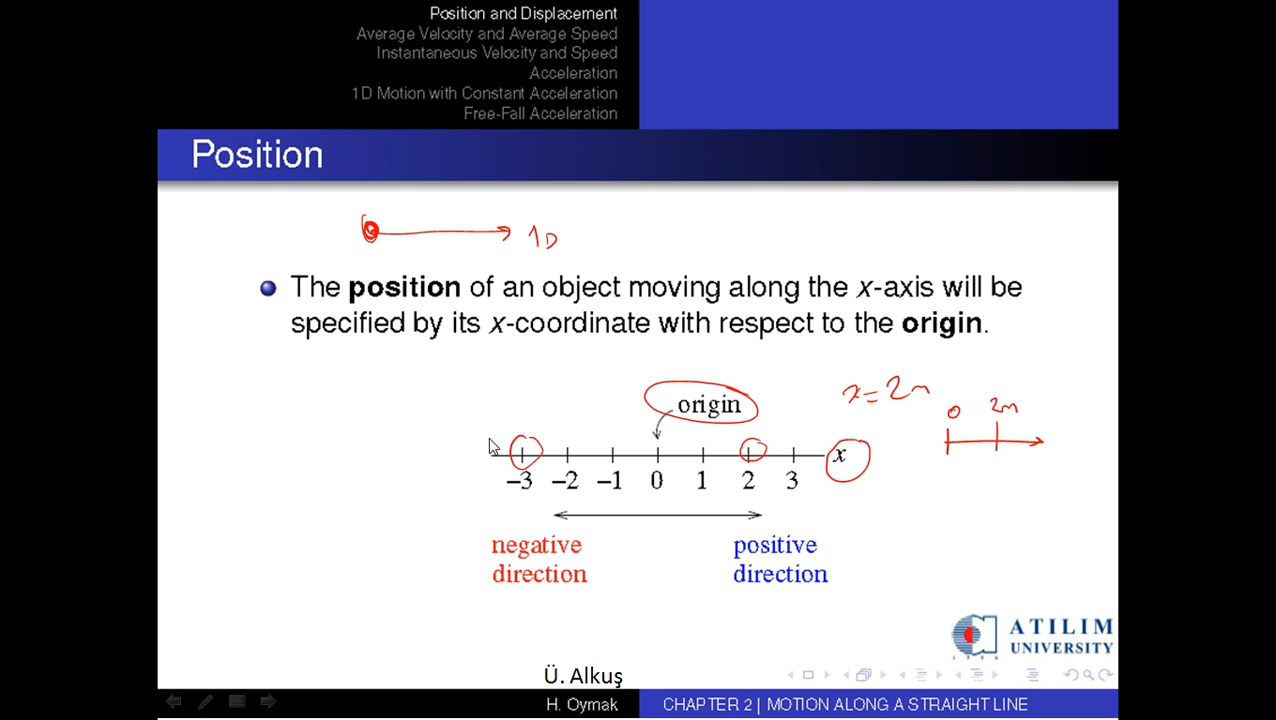 Position and Displacement
Average Velocity and Average Speed
Instantaneous Velocity and Speed
Acceleration
1D Motion with Constant Acceleration
Free-Fall Acceleration
Position
1D
The position of an object moving along the x-axis will be
specified by its x-coordinate with respect to the origin.
x = 2m
origin
0 2m
x
–3 –2 –1 0 1 2 3
negative positive
direction direction
ATILIM
UNIVERSITY
Ü. Alkuş
H. Oymak CHAPTER 2 | MOTION ALONG A STRAIGHT LINE